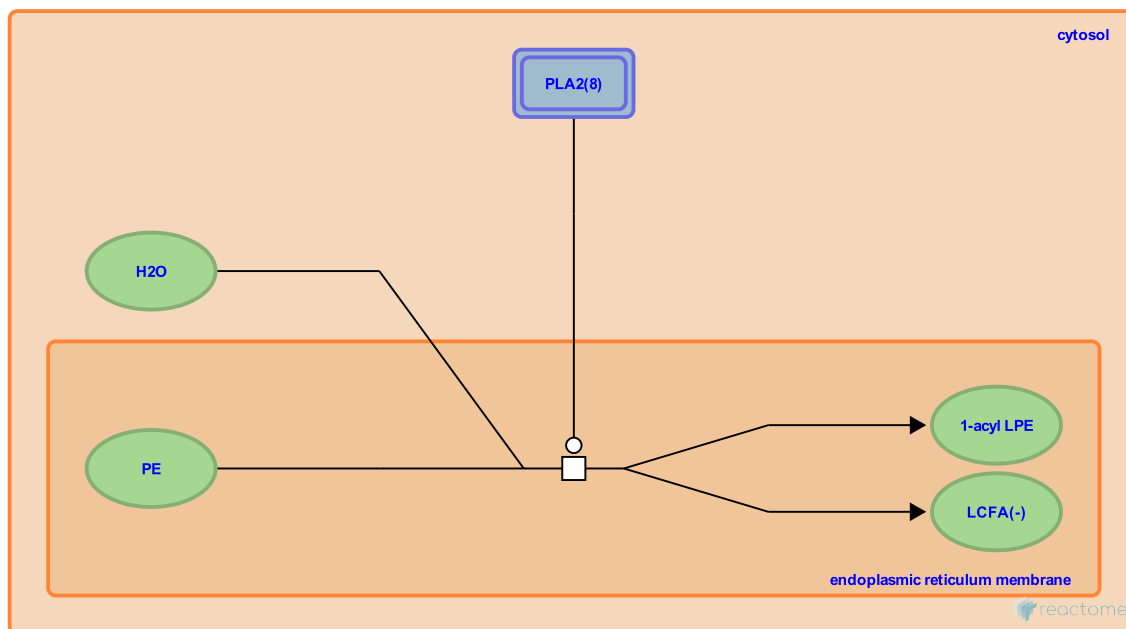 cytosol
PLA2(8)
H2O
1-acyl LPE
PE
LCFA(-)
endoplasmic reticulum membrane
reactome